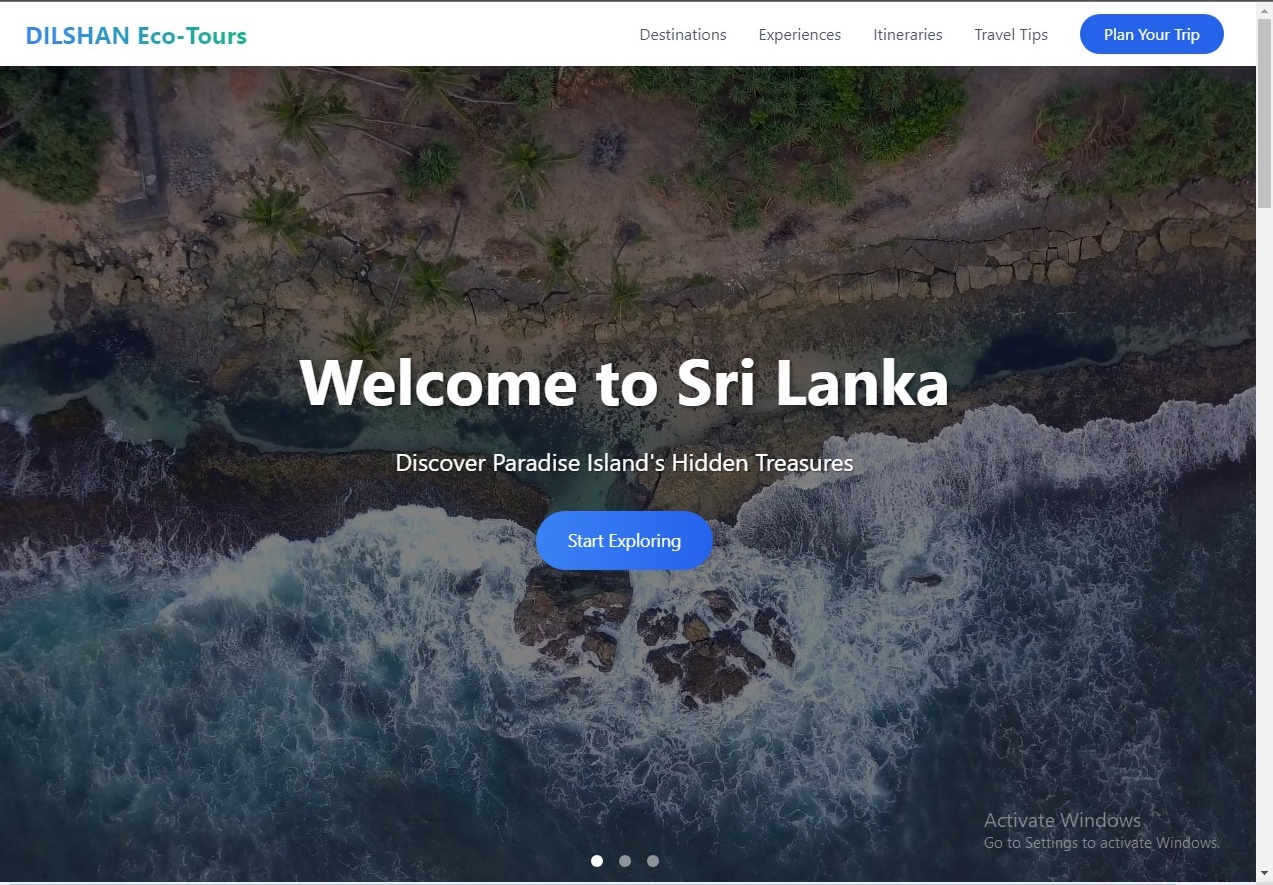 DILSHAN Eco-Tours
Destinations
Experiences
Itineraries
Travel Tips
Plan Your Trip
Welcome to Sri Lanka
Discover Paradise Island's Hidden Treasures
Start Exploring
Activate Windows
Go to Settings to activate Windows.